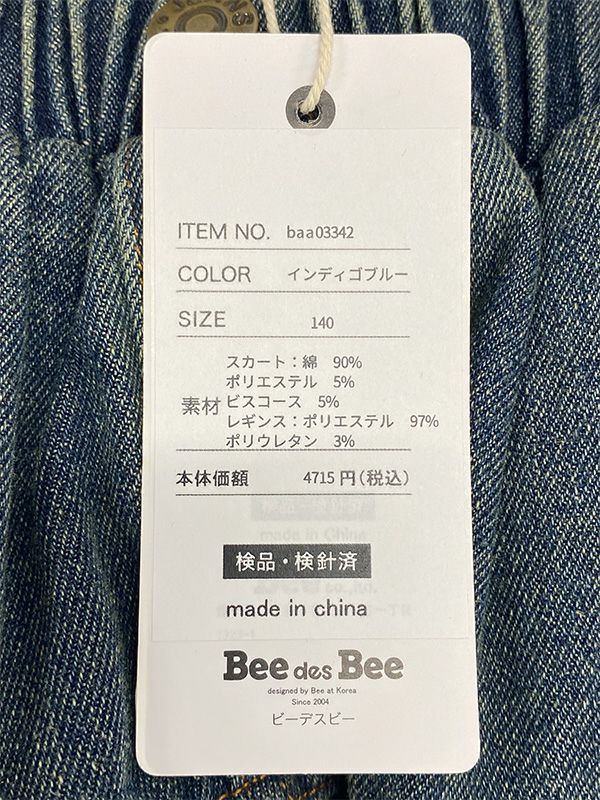 ITEM NO. baa03342
COLOR インディゴブルー
SIZE 140
スカート：綿 90%
ポリエステル 5%
素材 ビスコース 5%
レギンス：ポリエステル 97%
ポリウレタン 3%
本体価額 4715 円(税込)
検品・検針済
made in china
Bee des Bee
designed by Bee at Korea
Since 2004
ビーデスビー